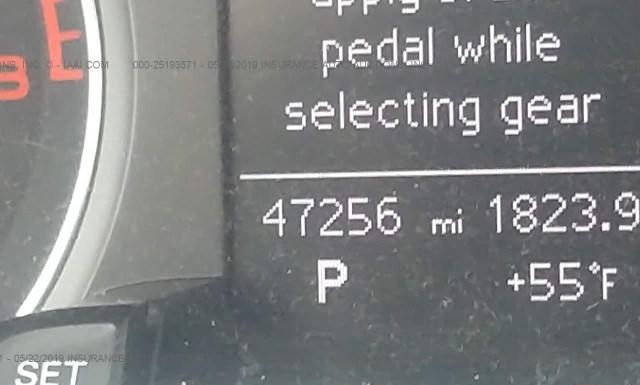 pedal while
selecting gear
47256 mi 1823.9
P +55°F
SET